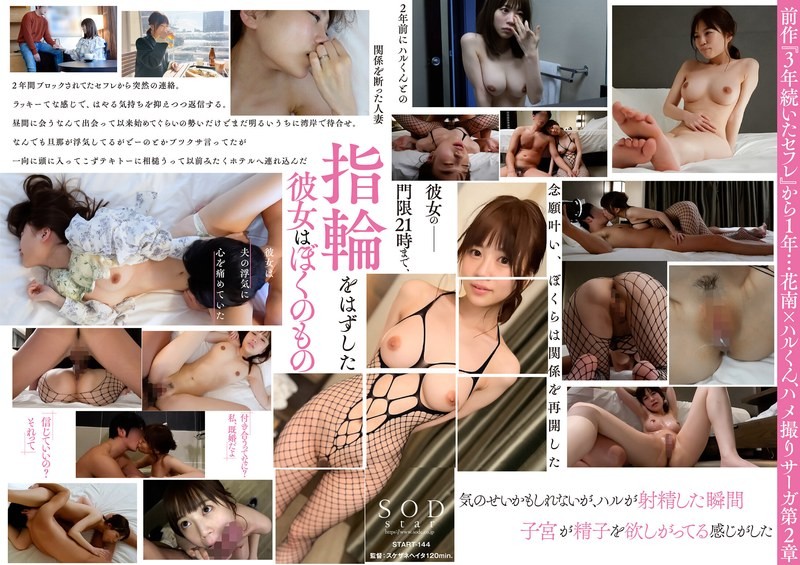 前作『3年続いたセフレ』から1年…花南×ハルくん、ハメ撮りサーガ第2章
2年前にハルくんとの
関係を断った人妻
2年間ブロックされてたセフレから突然の連絡。
ラッキーてな感じで、はやる気持ちを抑えつつ返信する。
昼間に会うなんて出会って以来始めてぐらいの勢いだけどまだ明るいうちに湾岸で待合せ。
なんでも旦那が浮気してるがどーのとかブツクサ言ってたが
一向に頭に入ってこずテキトーに相槌うって以前みたくホテルへ連れ込んだ
彼女の――
門限21時まで、
指輪をはずした
彼女はぼくのもの
念願叶い、ぼくらは関係を再開した
彼女は
夫の浮気に
心を痛めていた
付き合うってなに?
私、既婚だよ
「信じていいの?
それって」
気のせいかもしれないが、ハルが射精した瞬間
子宮が精子を欲しがってる感じがした
SOD
star
START-144
監督:スケザネヘイタ120min.